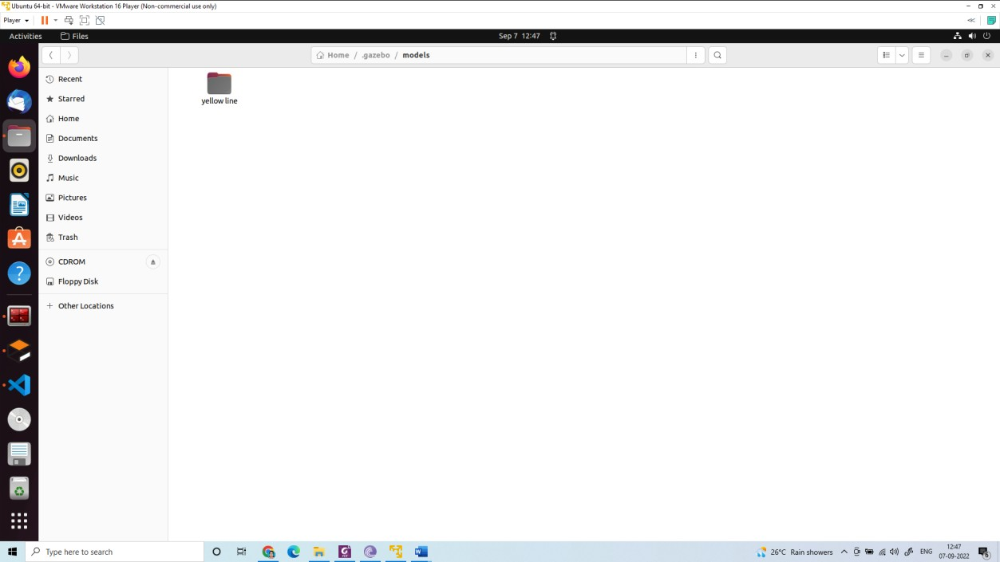 Ubuntu 64-bit - VMware Workstation 16 Player (Non-commercial use only)
Player
Activities
Files
Sep 7 12:47
Home / .gazebo / models
Recent
Starred
Home
Documents
Downloads
Music
Pictures
Videos
Trash
CDROM
Floppy Disk
+ Other Locations
yellow line
Type here to search
26°C Rain showers
ENG
12:47
07-09-2022
6